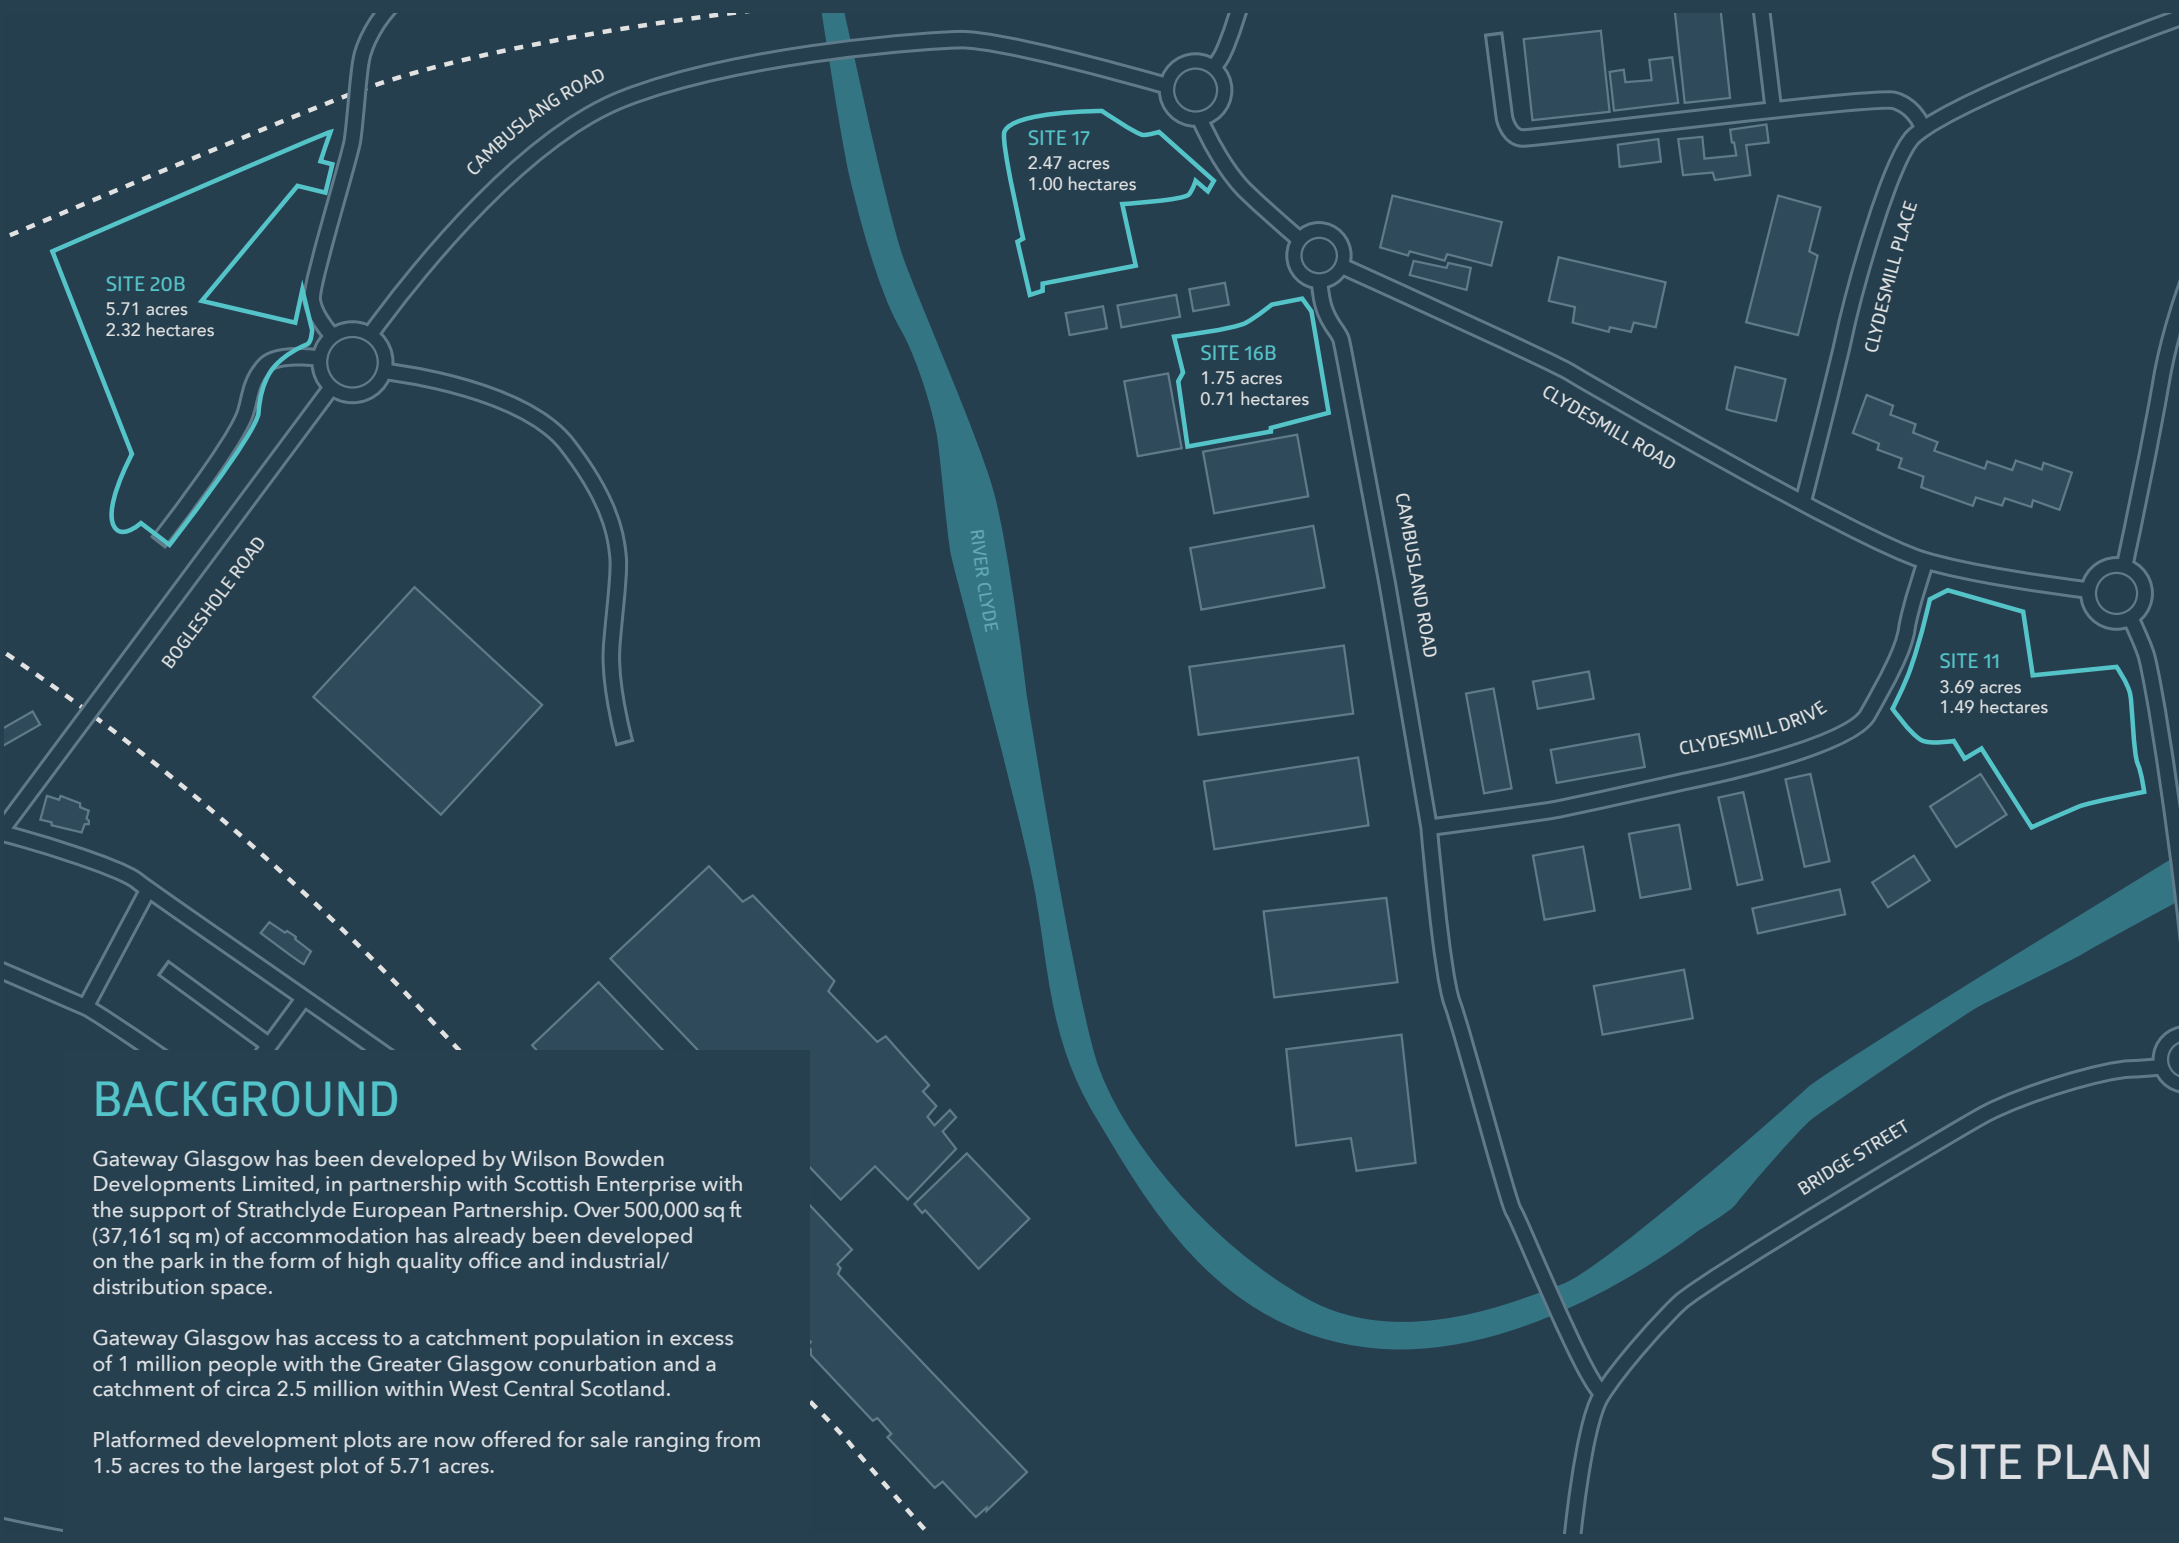 CAMBUSLANG ROAD
SITE 17
2.47 acres
1.00 hectares
SITE 20B
5.71 acres
2.32 hectares
CLYDESMILL PLACE
SITE 16B
1.75 acres
0.71 hectares
CLYDESMILL ROAD
CAMBUSLAND ROAD
RIVER CLYDE
BOGLESHOLE ROAD
SITE 11
3.69 acres
1.49 hectares
CLYDESMILL DRIVE
BRIDGE STREET
BACKGROUND
Gateway Glasgow has been developed by Wilson Bowden
Developments Limited, in partnership with Scottish Enterprise with
the support of Strathclyde European Partnership. Over 500,000 sq ft
(37,161 sq m) of accommodation has already been developed
on the park in the form of high quality office and industrial/
distribution space.
Gateway Glasgow has access to a catchment population in excess
of 1 million people with the Greater Glasgow conurbation and a
catchment of circa 2.5 million within West Central Scotland.
Platformed development plots are now offered for sale ranging from
1.5 acres to the largest plot of 5.71 acres.
SITE PLAN